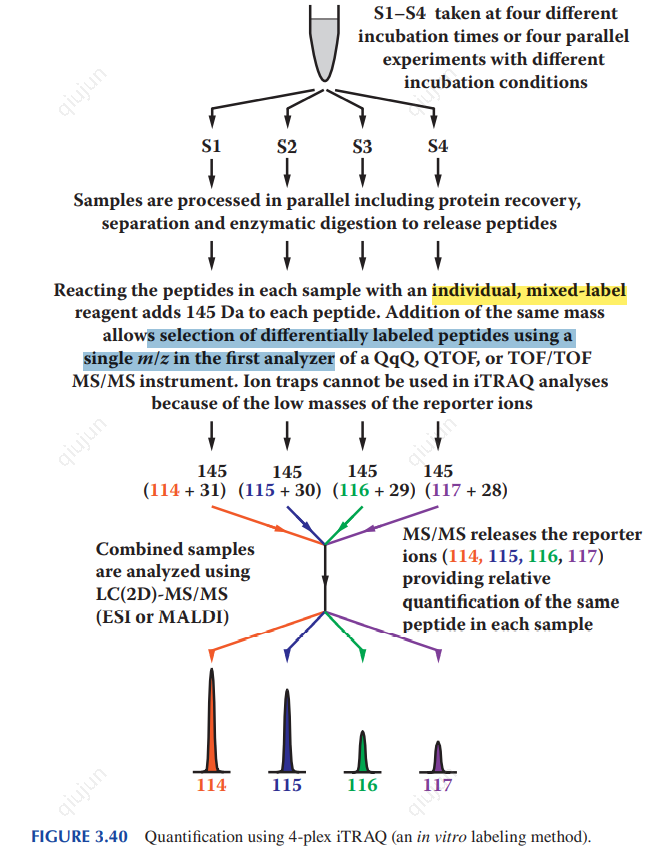 S1–S4 taken at four different
incubation times or four parallel
experiments with different
incubation conditions
S1 S2 S3 S4
Samples are processed in parallel including protein recovery,
separation and enzymatic digestion to release peptides
Reacting the peptides in each sample with an individual, mixed-label
reagent adds 145 Da to each peptide. Addition of the same mass
allows selection of differentially labeled peptides using a
single m/z in the first analyzer of a QqQ, QTOF, or TOF/TOF
MS/MS instrument. Ion traps cannot be used in iTRAQ analyses
because of the low masses of the reporter ions
145 145 145 145
(114 + 31) (115 + 30) (116 + 29) (117 + 28)
Combined samples
are analyzed using
LC(2D)-MS/MS
(ESI or MALDI)
MS/MS releases the reporter
ions (114, 115, 116, 117)
providing relative
quantification of the same
peptide in each sample
114 115 116 117
FIGURE 3.40 Quantification using 4-plex iTRAQ (an in vitro labeling method).
qiujun
qiujun
qiujun
qiujun
qiujun
qiujun